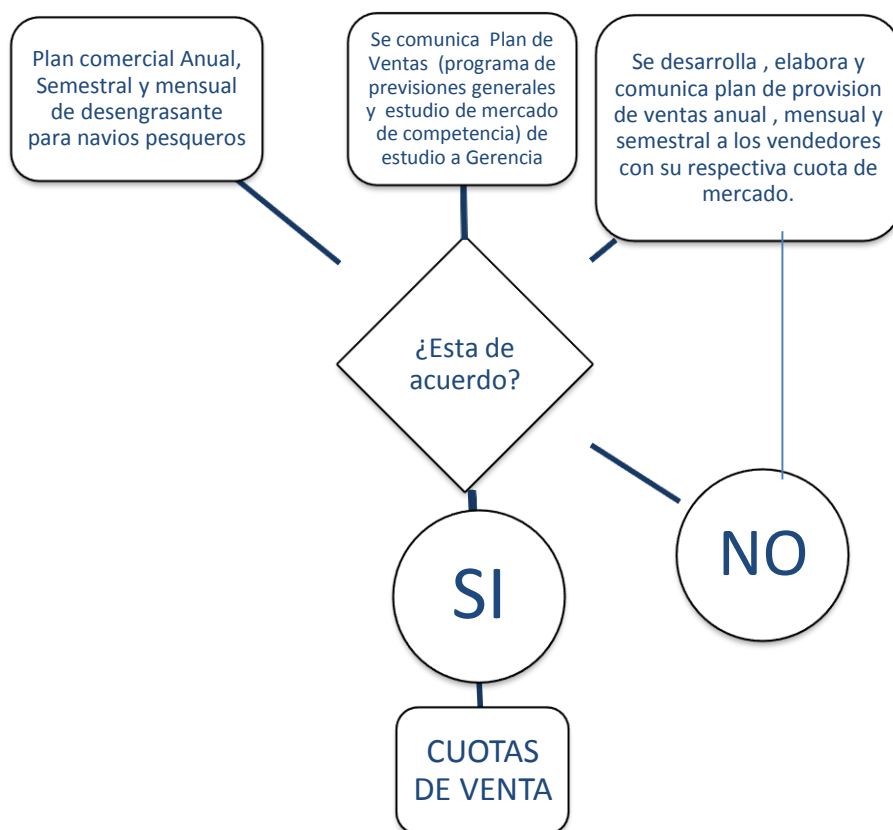 Plan comercial Anual,
Semestral y mensual
de desengrasante
para navios pesqueros
Se comunica Plan de
Ventas (programa de
previsiones generales
y estudio de mercado
de competencia) de
estudio a Gerencia
Se desarrolla , elabora y
comunica plan de provision
de ventas anual , mensual y
semestral a los vendedores
con su respectiva cuota de
mercado.
¿Esta de
acuerdo?
SI
NO
CUOTAS
DE VENTA